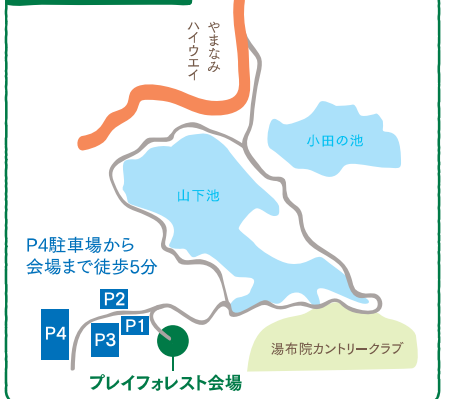 やまなみ
ハイウエイ
小田の池
山下池
P4駐車場から
会場まで徒歩5分
P2
P1
P4
P3
湯布院カントリークラブ
プレイフォレスト会場